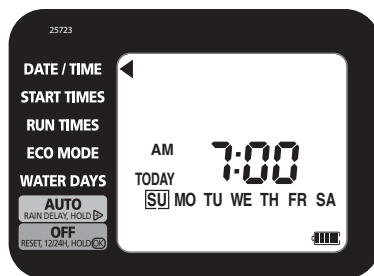 25723
DATE / TIME
START TIMES
RUN TIMES
ECO MODE
WATER DAYS
AUTO
RAIN DELAY, HOLD
OFF
RESET, 12/24H, HOLD OK
AM 7:00
TODAY
SU MO TU WE TH FR SA